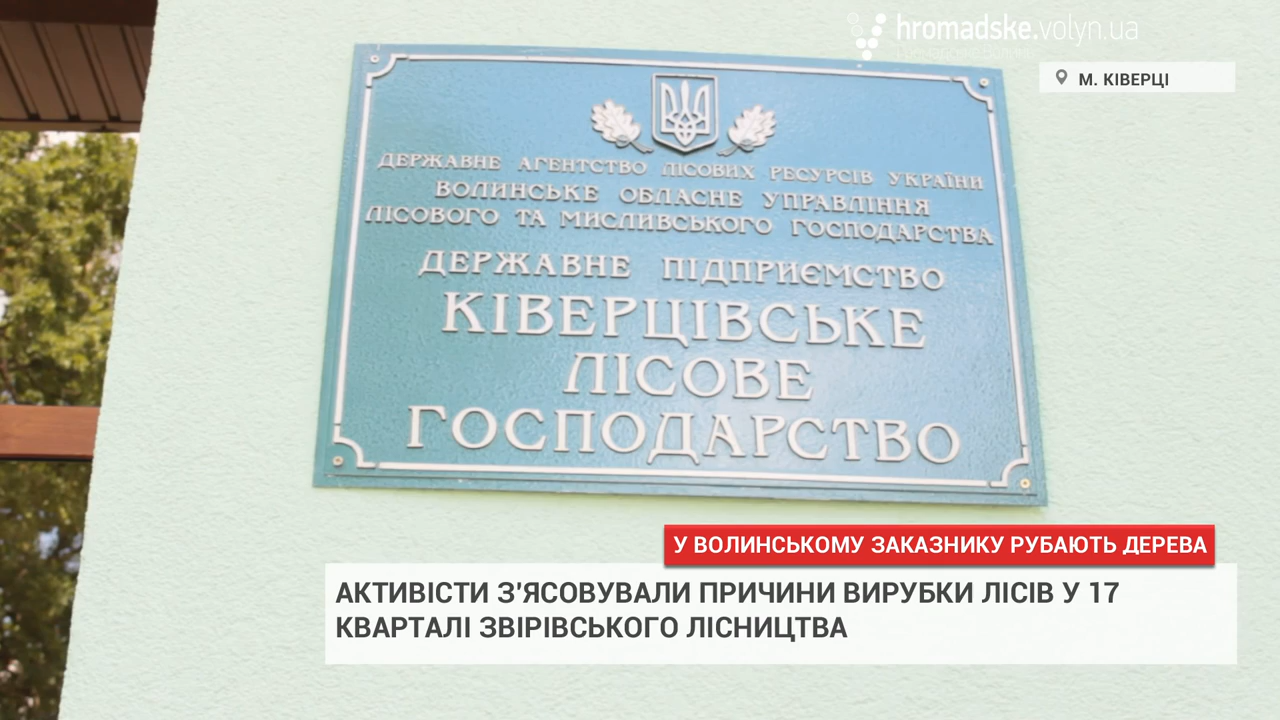 hromadske.volyn.ua
М. КІВЕРЦІ
ДЕРЖАВНЕ АГЕНТСТВО ЛІСОВИХ РЕСУРСІВ УКРАЇНИ
ВОЛИНСЬКЕ ОБЛАСНЕ УПРАВЛІННЯ
ЛІСОВОГО ТА МИСЛИВСЬКОГО ГОСПОДАРСТВА
ДЕРЖАВНЕ ПІДПРИЄМСТВО
КІВЕРЦІВСЬКЕ
ЛІСОВЕ
ГОСПОДАРСТВО
У ВОЛИНСЬКОМУ ЗАКАЗНИКУ РУБАЮТЬ ДЕРЕВА
АКТИВІСТИ З'ЯСОВУВАЛИ ПРИЧИНИ ВИРУБКИ ЛІСІВ У 17
КВАРТАЛІ ЗВІРІВСЬКОГО ЛІСНИЦТВА